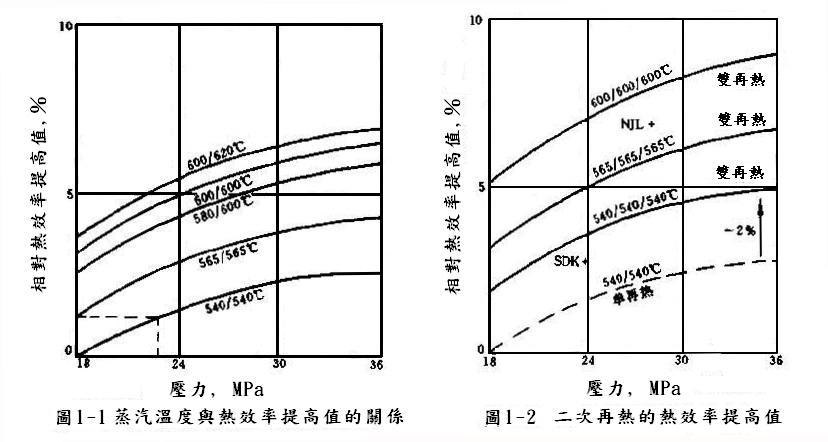 10
5
0
18
24
30
36
相對熱效率提高值,%
600/620℃
600/600℃
580/600℃
565/565℃
540/540℃
壓力, MPa
圖1-1 蒸汽溫度與熱效率提高值的關係
10
5
0
18
24
30
36
相對熱效率提高值,%
600/600/600℃
雙再熱
NJL
565/565/565℃
雙再熱
雙再熱
540/540/540℃
SDK
~2%
540/540℃
单再热
壓力, MPa
圖1-2 二次再熱的熱效率提高值